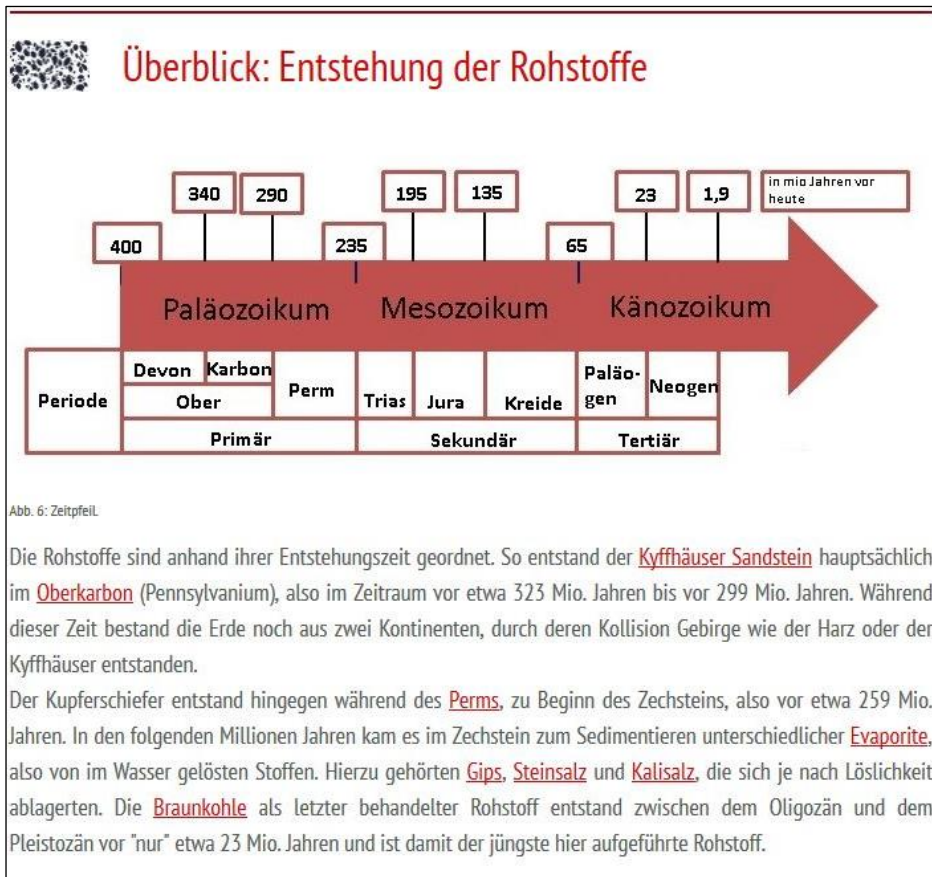 Überblick: Entstehung der Rohstoffe
340 290 195 135 23 1,9 in mio Jahren vor
heute
400 235 65
Paläozoikum Mesozoikum Känozoikum
Periode
Devon Karbon
Ober
Perm
Primär
Trias Jura Kreide
Sekundär
Paläo-
gen
Neogen
Tertiär
Abb. 6: Zeitpfeil.
Die Rohstoffe sind anhand ihrer Entstehungszeit geordnet. So entstand der Kyffhäuser Sandstein hauptsächlich
im Oberkarbon (Pennsylvanium), also im Zeitraum vor etwa 323 Mio. Jahren bis vor 299 Mio. Jahren. Während
dieser Zeit bestand die Erde noch aus zwei Kontinenten, durch deren Kollision Gebirge wie der Harz oder der
Kyffhäuser entstanden.
Der Kupferschiefer entstand hingegen während des Perms, zu Beginn des Zechsteins, also vor etwa 259 Mio.
Jahren. In den folgenden Millionen Jahren kam es im Zechstein zum Sedimentieren unterschiedlicher Evaporite,
also von im Wasser gelösten Stoffen. Hierzu gehörten Gips, Steinsalz und Kalisalz, die sich je nach Löslichkeit
ablagerten. Die Braunkohle als letzter behandelter Rohstoff entstand zwischen dem Oligozän und dem
Pleistozän vor "nur" etwa 23 Mio. Jahren und ist damit der jüngste hier aufgeführte Rohstoff.